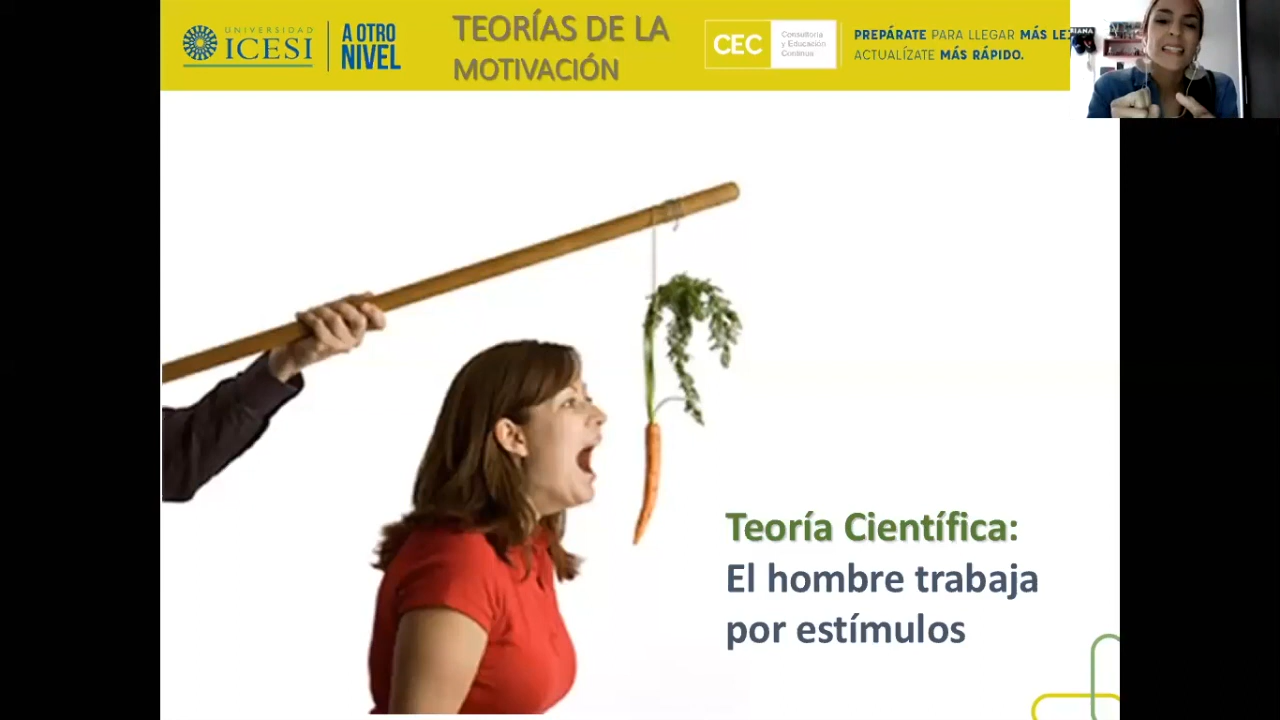 UNIVERSIDAD
ICESI
A OTRO
NIVEL
TEORÍAS DE LA
MOTIVACIÓN
CEC
Consultoría
y Educación
Continua
PREPÁRATE PARA LLEGAR MÁS LE
ACTUALÍZATE MÁS RÁPIDO.
Teoría Científica:
El hombre trabaja
por estímulos